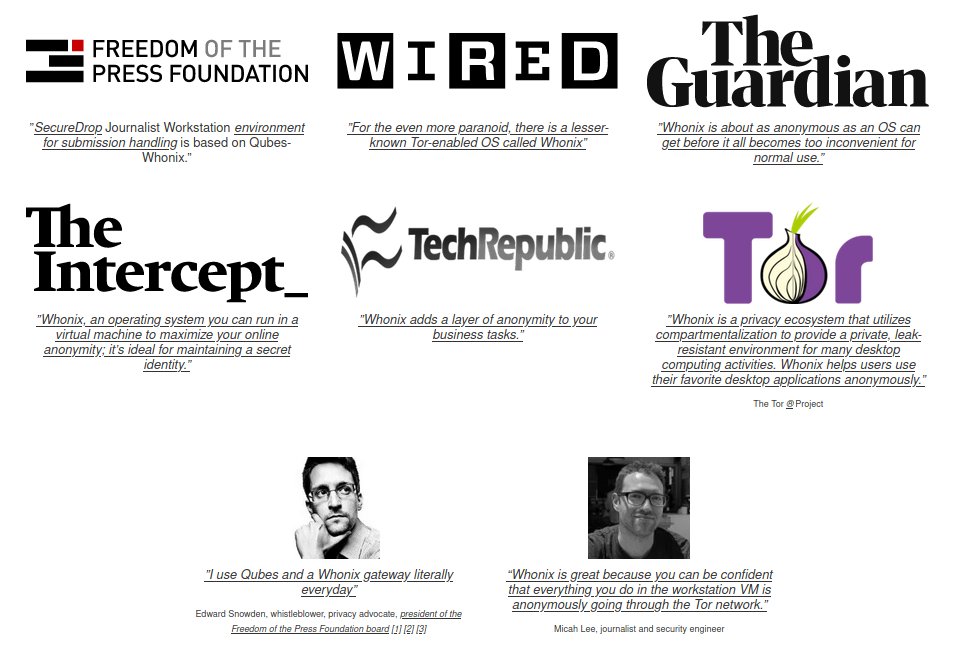 FREEDOM OF THE
PRESS FOUNDATION
"SecureDrop Journalist Workstation environment
for submission handling is based on Qubes-
Whonix."
WIRED
"For the even more paranoid, there is a lesser-
known Tor-enabled OS called Whonix"
The
Guardian
"Whonix is about as anonymous as an OS can
get before it all becomes too inconvenient for
normal use."
The
Intercept_
"Whonix, an operating system you can run in a
virtual machine to maximize your online
anonymity; it's ideal for maintaining a secret
identity."
TechRepublic®
"Whonix adds a layer of anonymity to your
business tasks."
Tor
"Whonix is a privacy ecosystem that utilizes
compartmentalization to provide a private, leak-
resistant environment for many desktop
computing activities. Whonix helps users use
their favorite desktop applications anonymously."
The Tor @Project
"I use Qubes and a Whonix gateway literally
everyday"
Edward Snowden, whistleblower, privacy advocate, president of the
Freedom of the Press Foundation board [1] [2] [3]
“Whonix is great because you can be confident
that everything you do in the workstation VM is
anonymously going through the Tor network.”
Micah Lee, journalist and security engineer